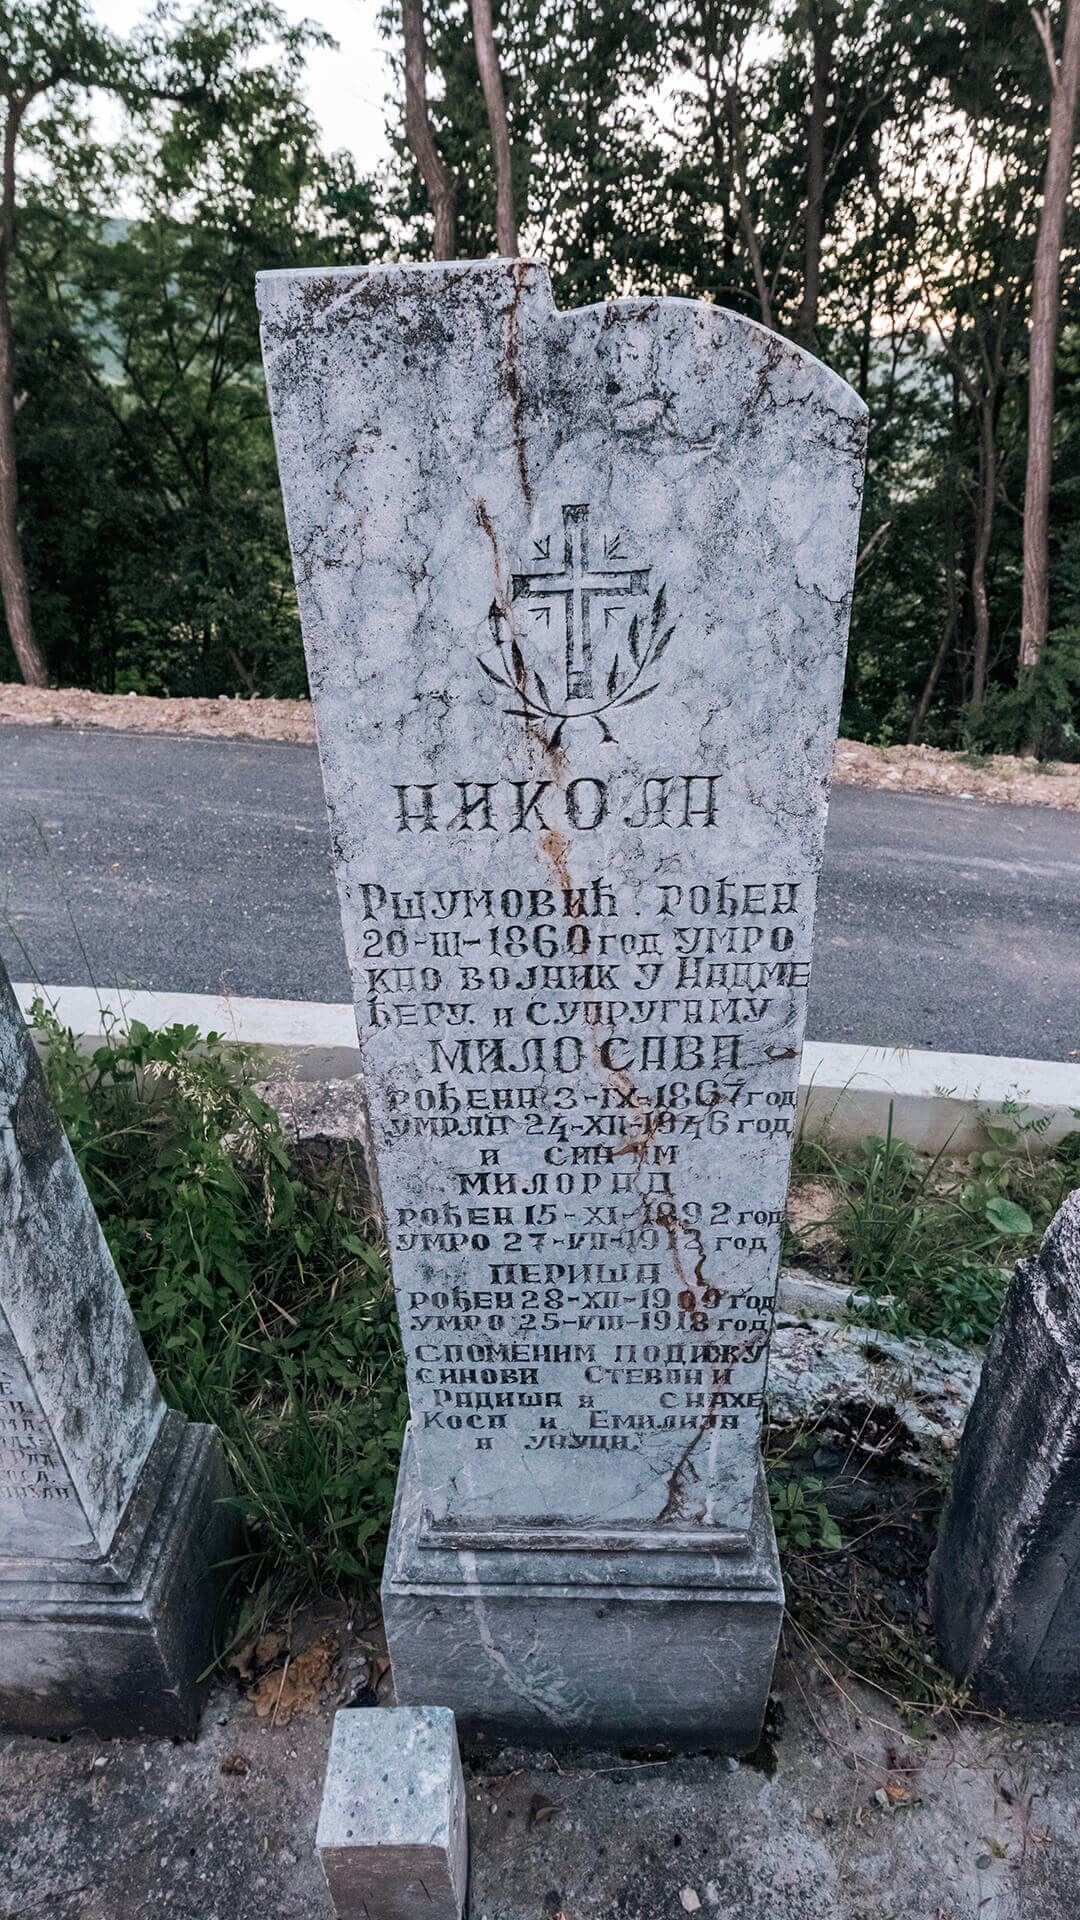 НИКОЛА
РШУМОВИЋ. РОЂЕН
20-III-1860 ГОД УМРО
КАО ВОЈНИК У НАЏМЕ
ЂЕРУ. И СУПРУГАМУ
МИЛОСАВА
РОЂЕНА 3-IX-1867 ГОД
УМРЛА 24-XII-1946 ГОД
И СИН ИМ
МИЛОРАД
РОЂЕН 15-XI-1892 ГОД
УМРО 27-VII-ГОД
ПЕРИША
РОЂЕН 28-XII-1909 ГОД
УМРО 25-VIII-1918 ГОД
СПОМЕНИМ ПОДИЖУ
СИНОВИ СТЕВАН И
РАДИША И СНАХЕ
КОСА И ЕМИЛИЈА
И УНУЦИ.